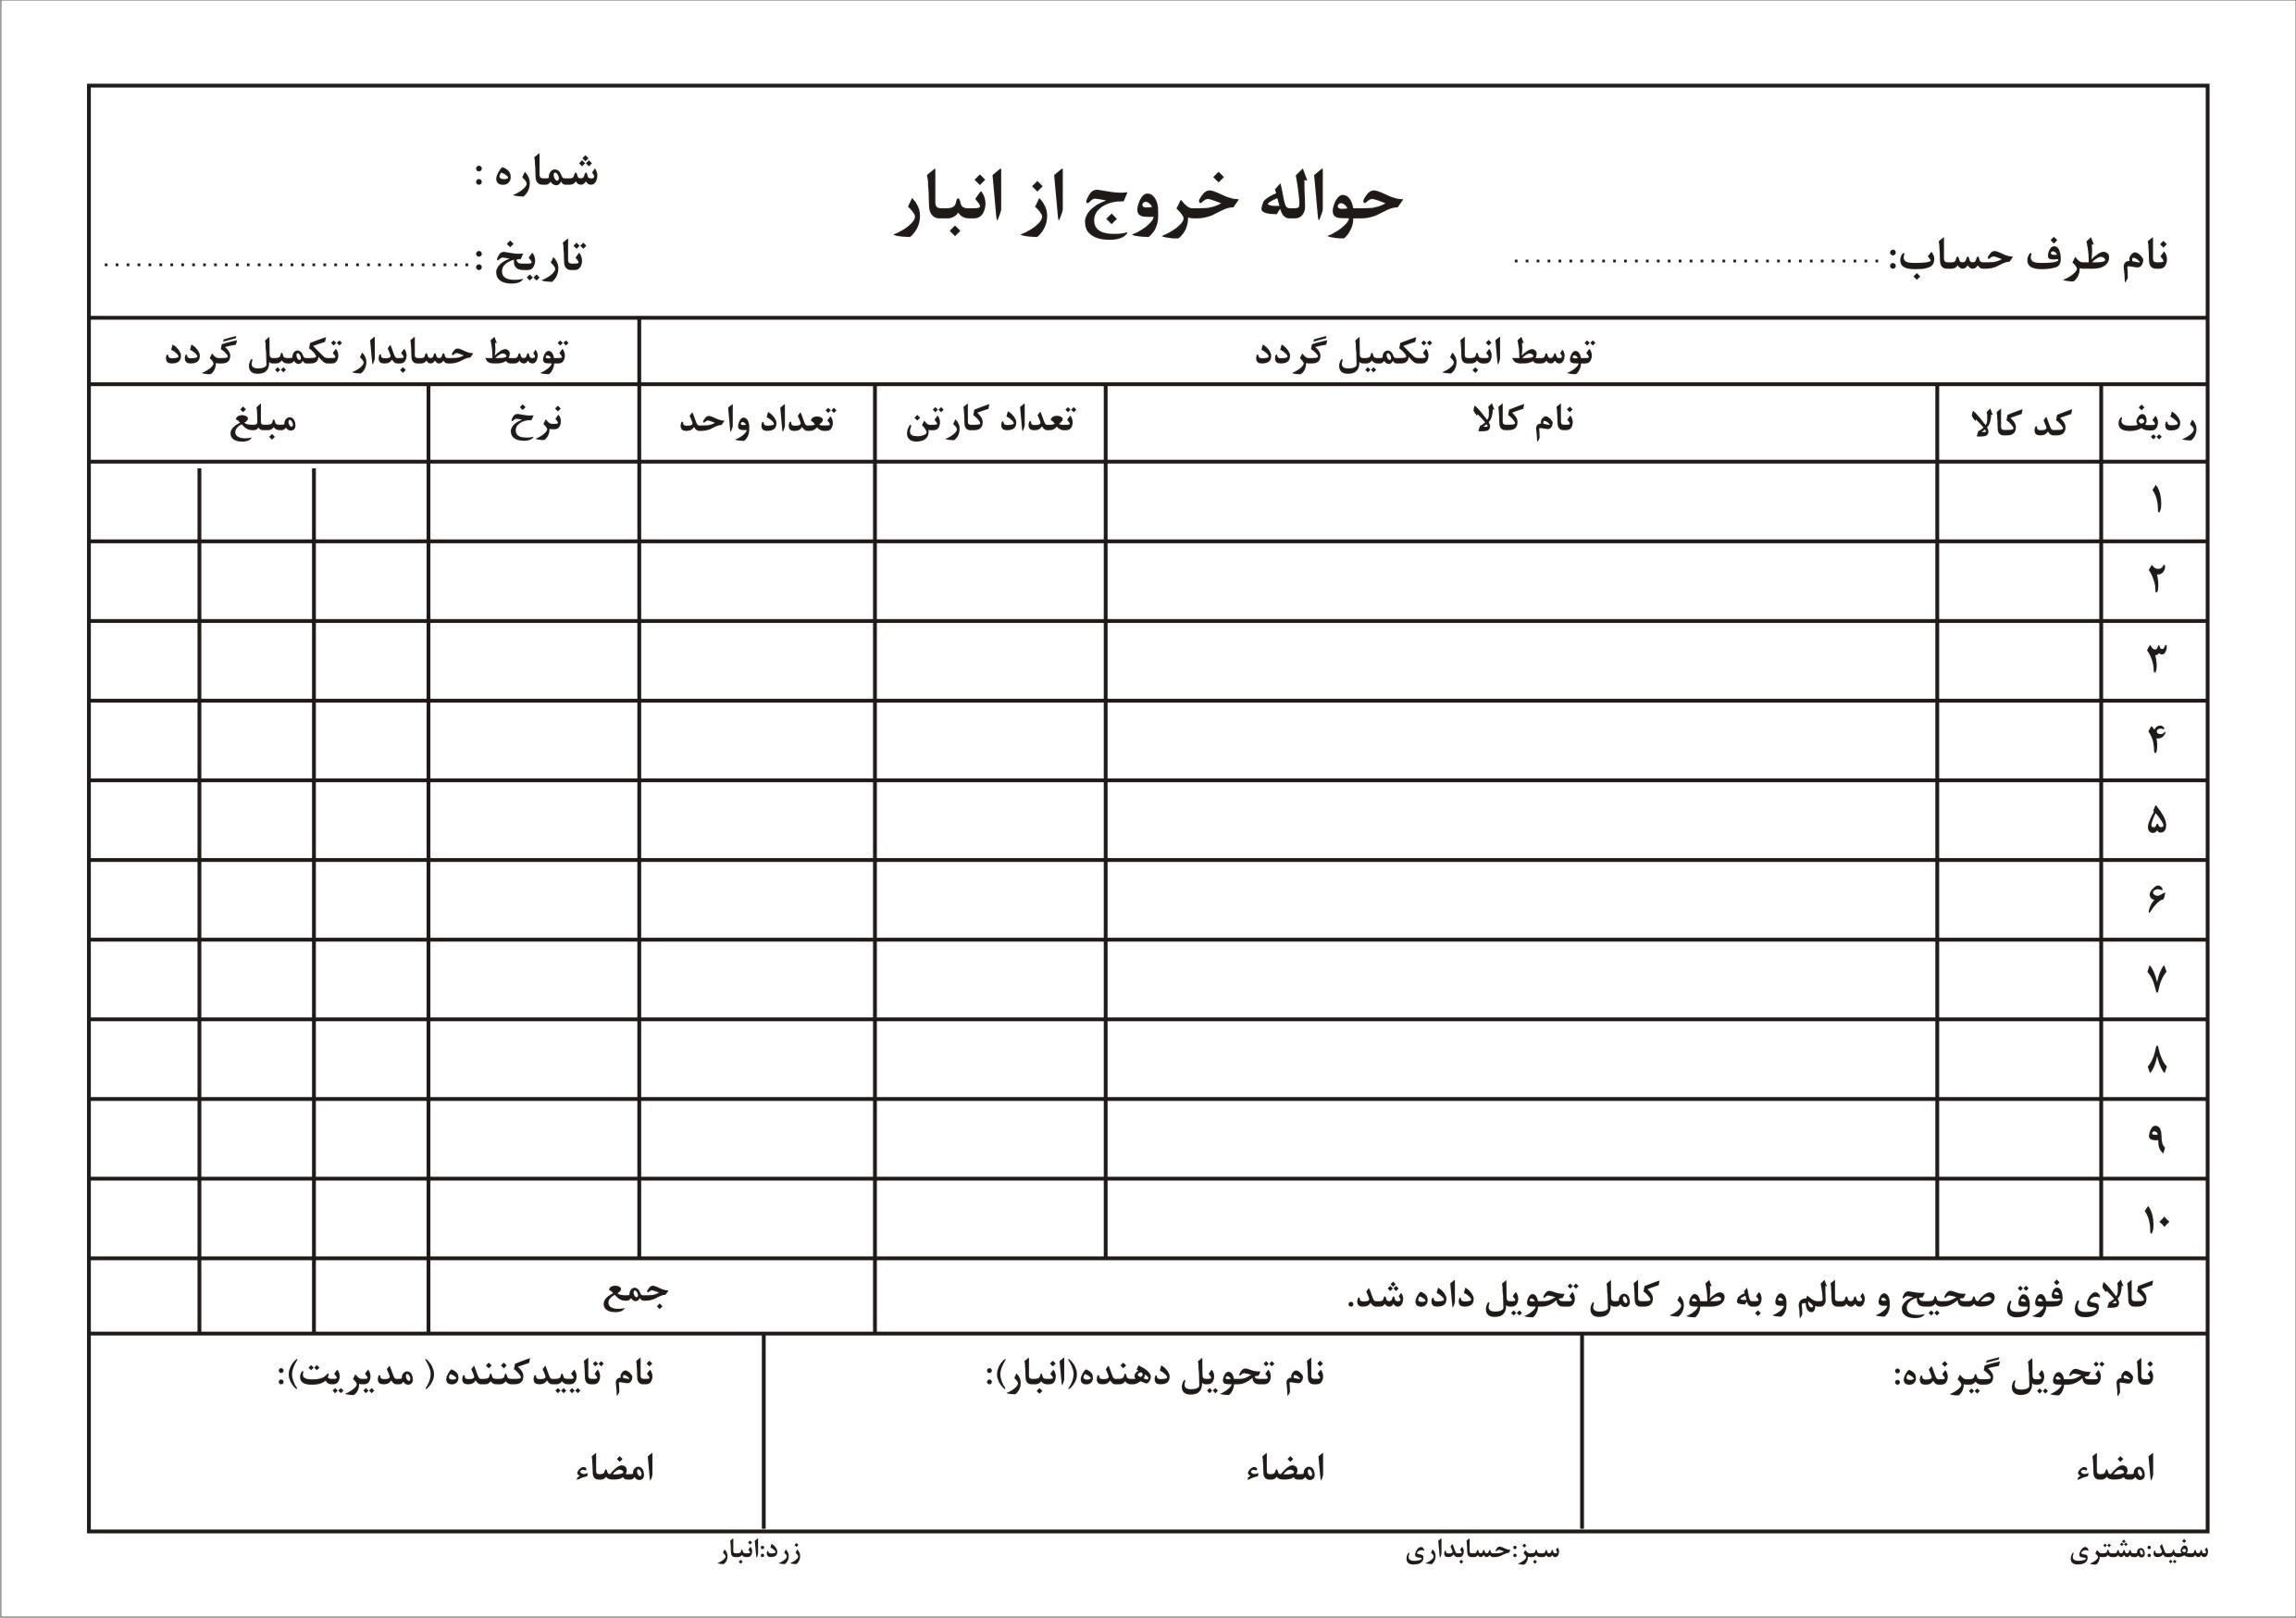 حواله خروج از انبار
شماره :
نام طرف حساب:..................................
تاریخ :..................................
توسط انبار تکمیل گردد
توسط حسابدار تکمیل گردد
ردیف کد کالا نام کالا تعداد کارتن تعداد واحد نرخ مبلغ
۱
۲
۳
۴
۵
۶
۷
۸
۹
۱۰
کالای فوق صحیح و سالم و به طور کامل تحویل داده شد.
جمع
نام تحویل گیرنده:
نام تحویل دهنده(انبار):
نام تاییدکننده ( مدیریت):
امضاء
امضاء
امضاء
سفید:مشتری
سبز:حسابداری
زرد:انبار